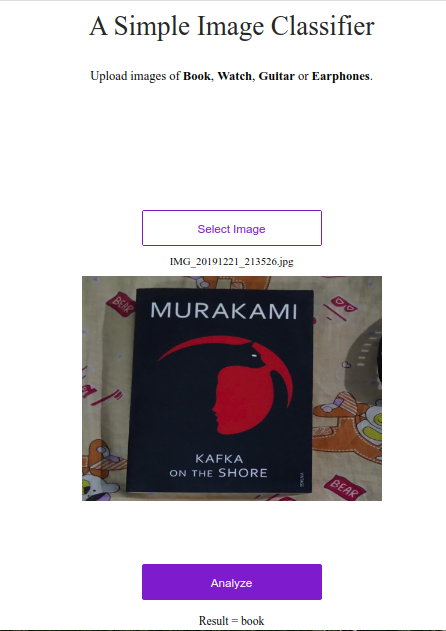 A Simple Image Classifier
Upload images of Book, Watch, Guitar or Earphones.
Select Image
IMG_20191221_213526.jpg
BEAR
MURAKAMI
KAFKA
ON THE SHORE
BEAR
Analyze
Result = book